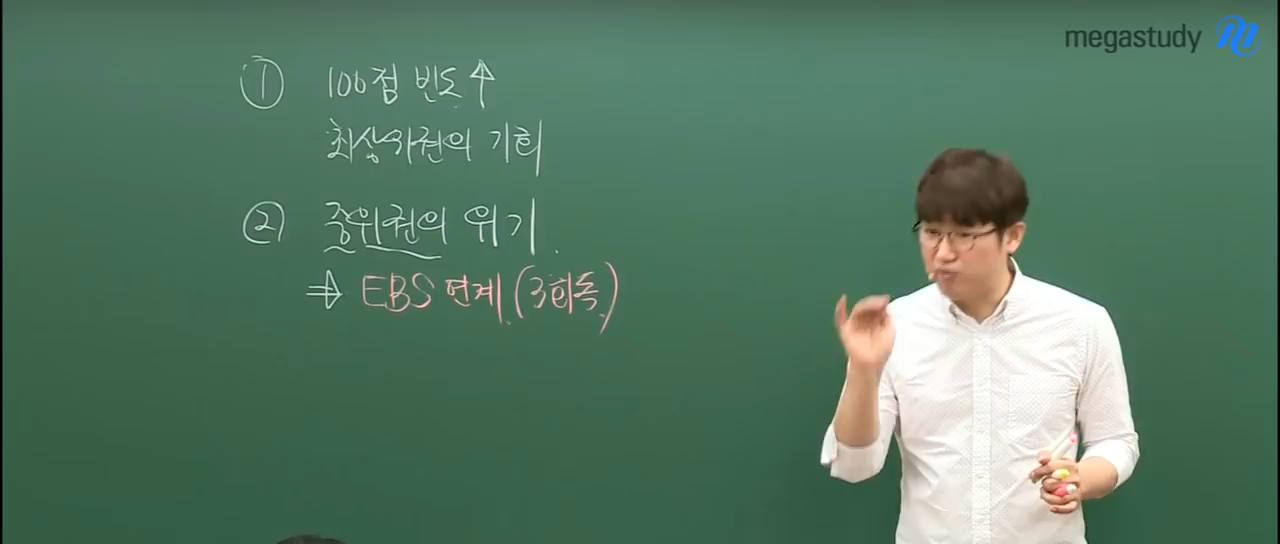 megastudy
① 100점 빈도↑
최상위권의 기회
② 중위권의 위기.
⇒ EBS 연계 (3회독)